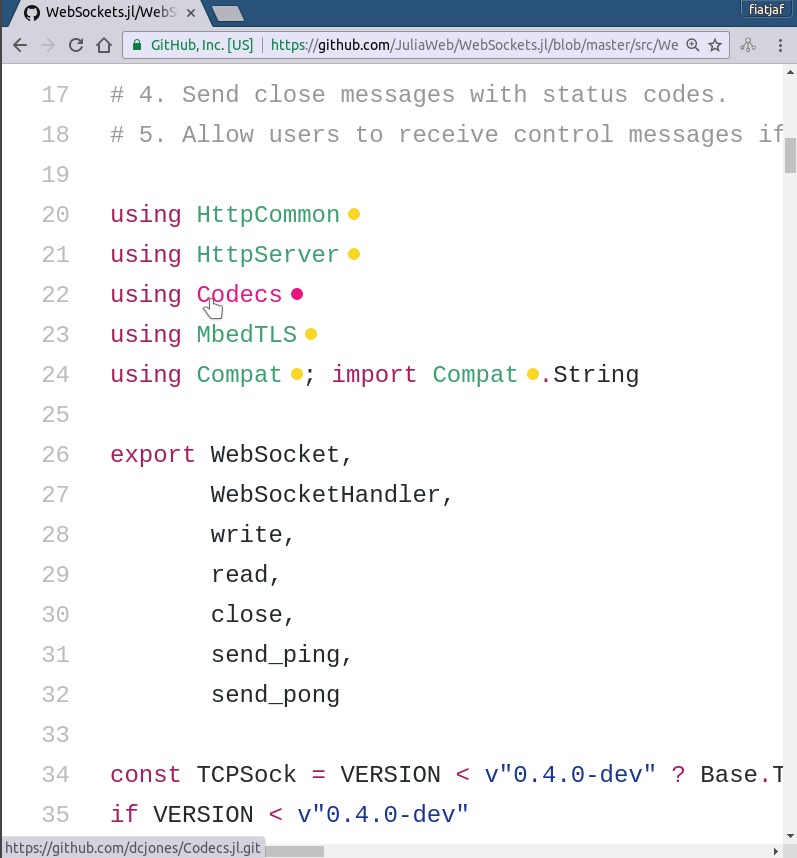 WebSockets.jl/WebSo
fiatjaf
GitHub, Inc. [US] https://github.com/JuliaWeb/WebSockets.jl/blob/master/src/We
17 # 4. Send close messages with status codes.
18 # 5. Allow users to receive control messages if
19
20 using HttpCommon
21 using HttpServer
22 using Codecs
23 using MbedTLS
24 using Compat ; import Compat .String
25
26 export WebSocket,
27 WebSocketHandler,
28 write,
29 read,
30 close,
31 send_ping,
32 send_pong
33
34 const TCPSock = VERSION < v"0.4.0-dev" ? Base.T
35 if VERSION < v"0.4.0-dev"
https://github.com/dcjones/Codecs.jl.git